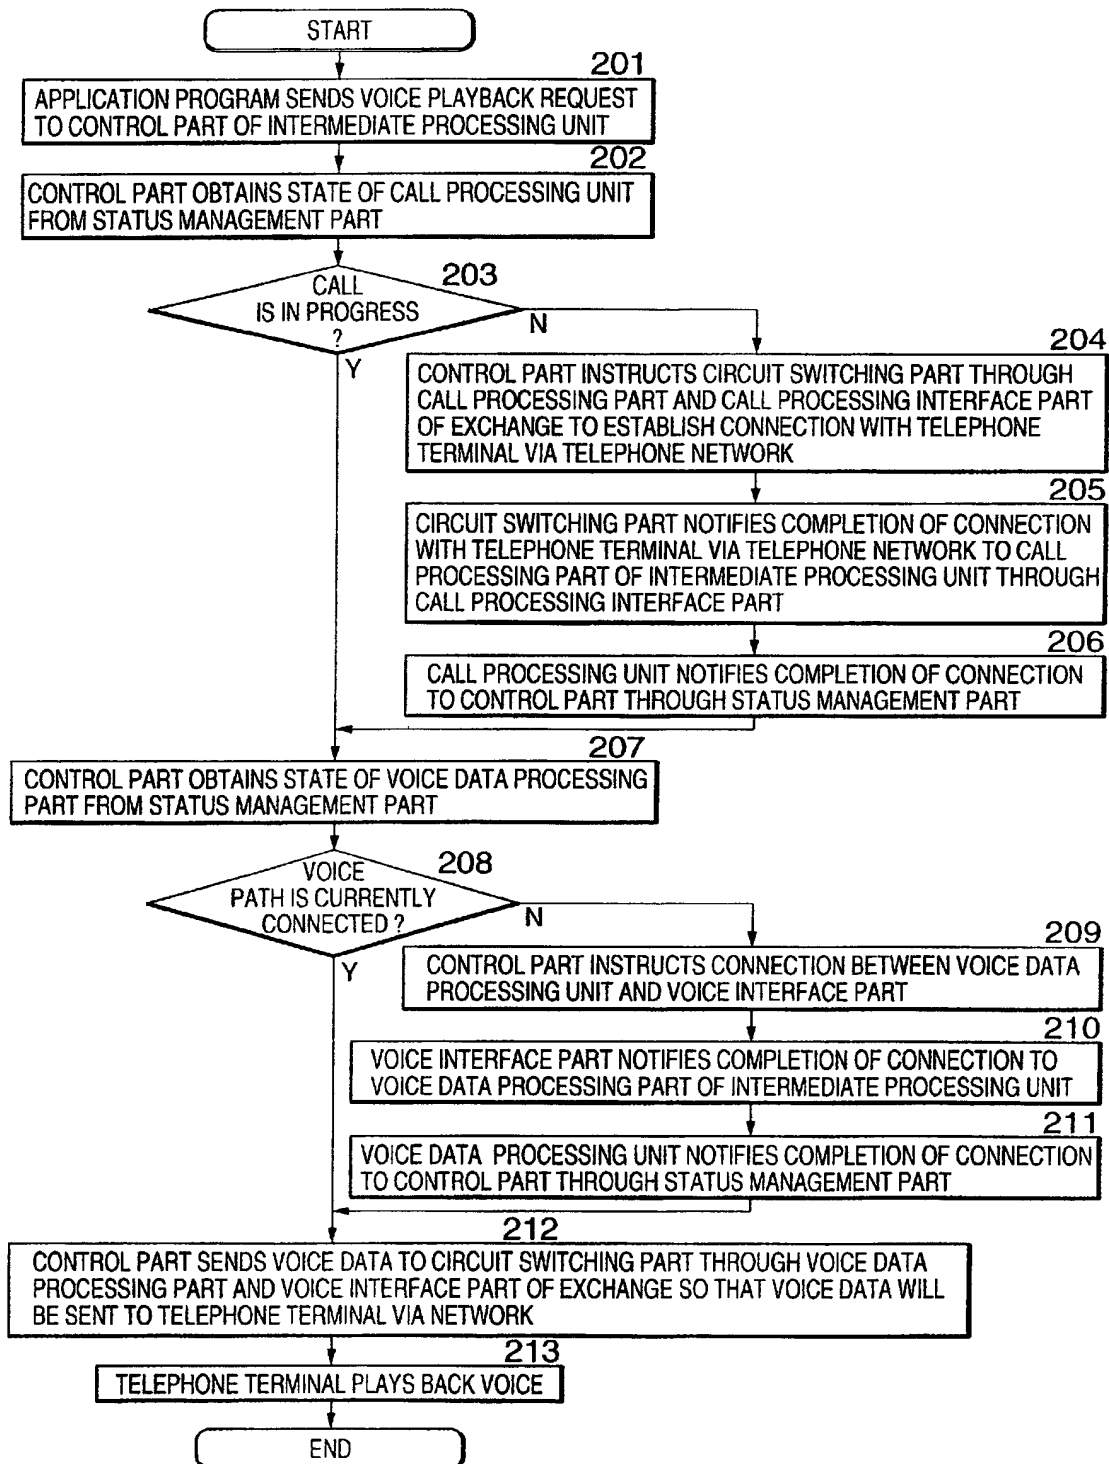 START
201
APPLICATION PROGRAM SENDS VOICE PLAYBACK REQUEST
TO CONTROL PART OF INTERMEDIATE PROCESSING UNIT
202
CONTROL PART OBTAINS STATE OF CALL PROCESSING UNIT
FROM STATUS MANAGEMENT PART
203
CALL
IS IN PROGRESS
?
N
Y
204
CONTROL PART INSTRUCTS CIRCUIT SWITCHING PART THROUGH
CALL PROCESSING PART AND CALL PROCESSING INTERFACE PART
OF EXCHANGE TO ESTABLISH CONNECTION WITH TELEPHONE
TERMINAL VIA TELEPHONE NETWORK
205
CIRCUIT SWITCHING PART NOTIFIES COMPLETION OF CONNECTION
WITH TELEPHONE TERMINAL VIA TELEPHONE NETWORK TO CALL
PROCESSING PART OF INTERMEDIATE PROCESSING UNIT THROUGH
CALL PROCESSING INTERFACE PART
206
CALL PROCESSING UNIT NOTIFIES COMPLETION OF CONNECTION
TO CONTROL PART THROUGH STATUS MANAGEMENT PART
207
CONTROL PART OBTAINS STATE OF VOICE DATA PROCESSING
PART FROM STATUS MANAGEMENT PART
208
VOICE
PATH IS CURRENTLY
CONNECTED ?
N
Y
209
CONTROL PART INSTRUCTS CONNECTION BETWEEN VOICE DATA
PROCESSING UNIT AND VOICE INTERFACE PART
210
VOICE INTERFACE PART NOTIFIES COMPLETION OF CONNECTION TO
VOICE DATA PROCESSING PART OF INTERMEDIATE PROCESSING UNIT
211
VOICE DATA PROCESSING UNIT NOTIFIES COMPLETION OF CONNECTION
TO CONTROL PART THROUGH STATUS MANAGEMENT PART
212
CONTROL PART SENDS VOICE DATA TO CIRCUIT SWITCHING PART THROUGH VOICE DATA
PROCESSING PART AND VOICE INTERFACE PART OF EXCHANGE SO THAT VOICE DATA WILL
BE SENT TO TELEPHONE TERMINAL VIA NETWORK
213
TELEPHONE TERMINAL PLAYS BACK VOICE
END